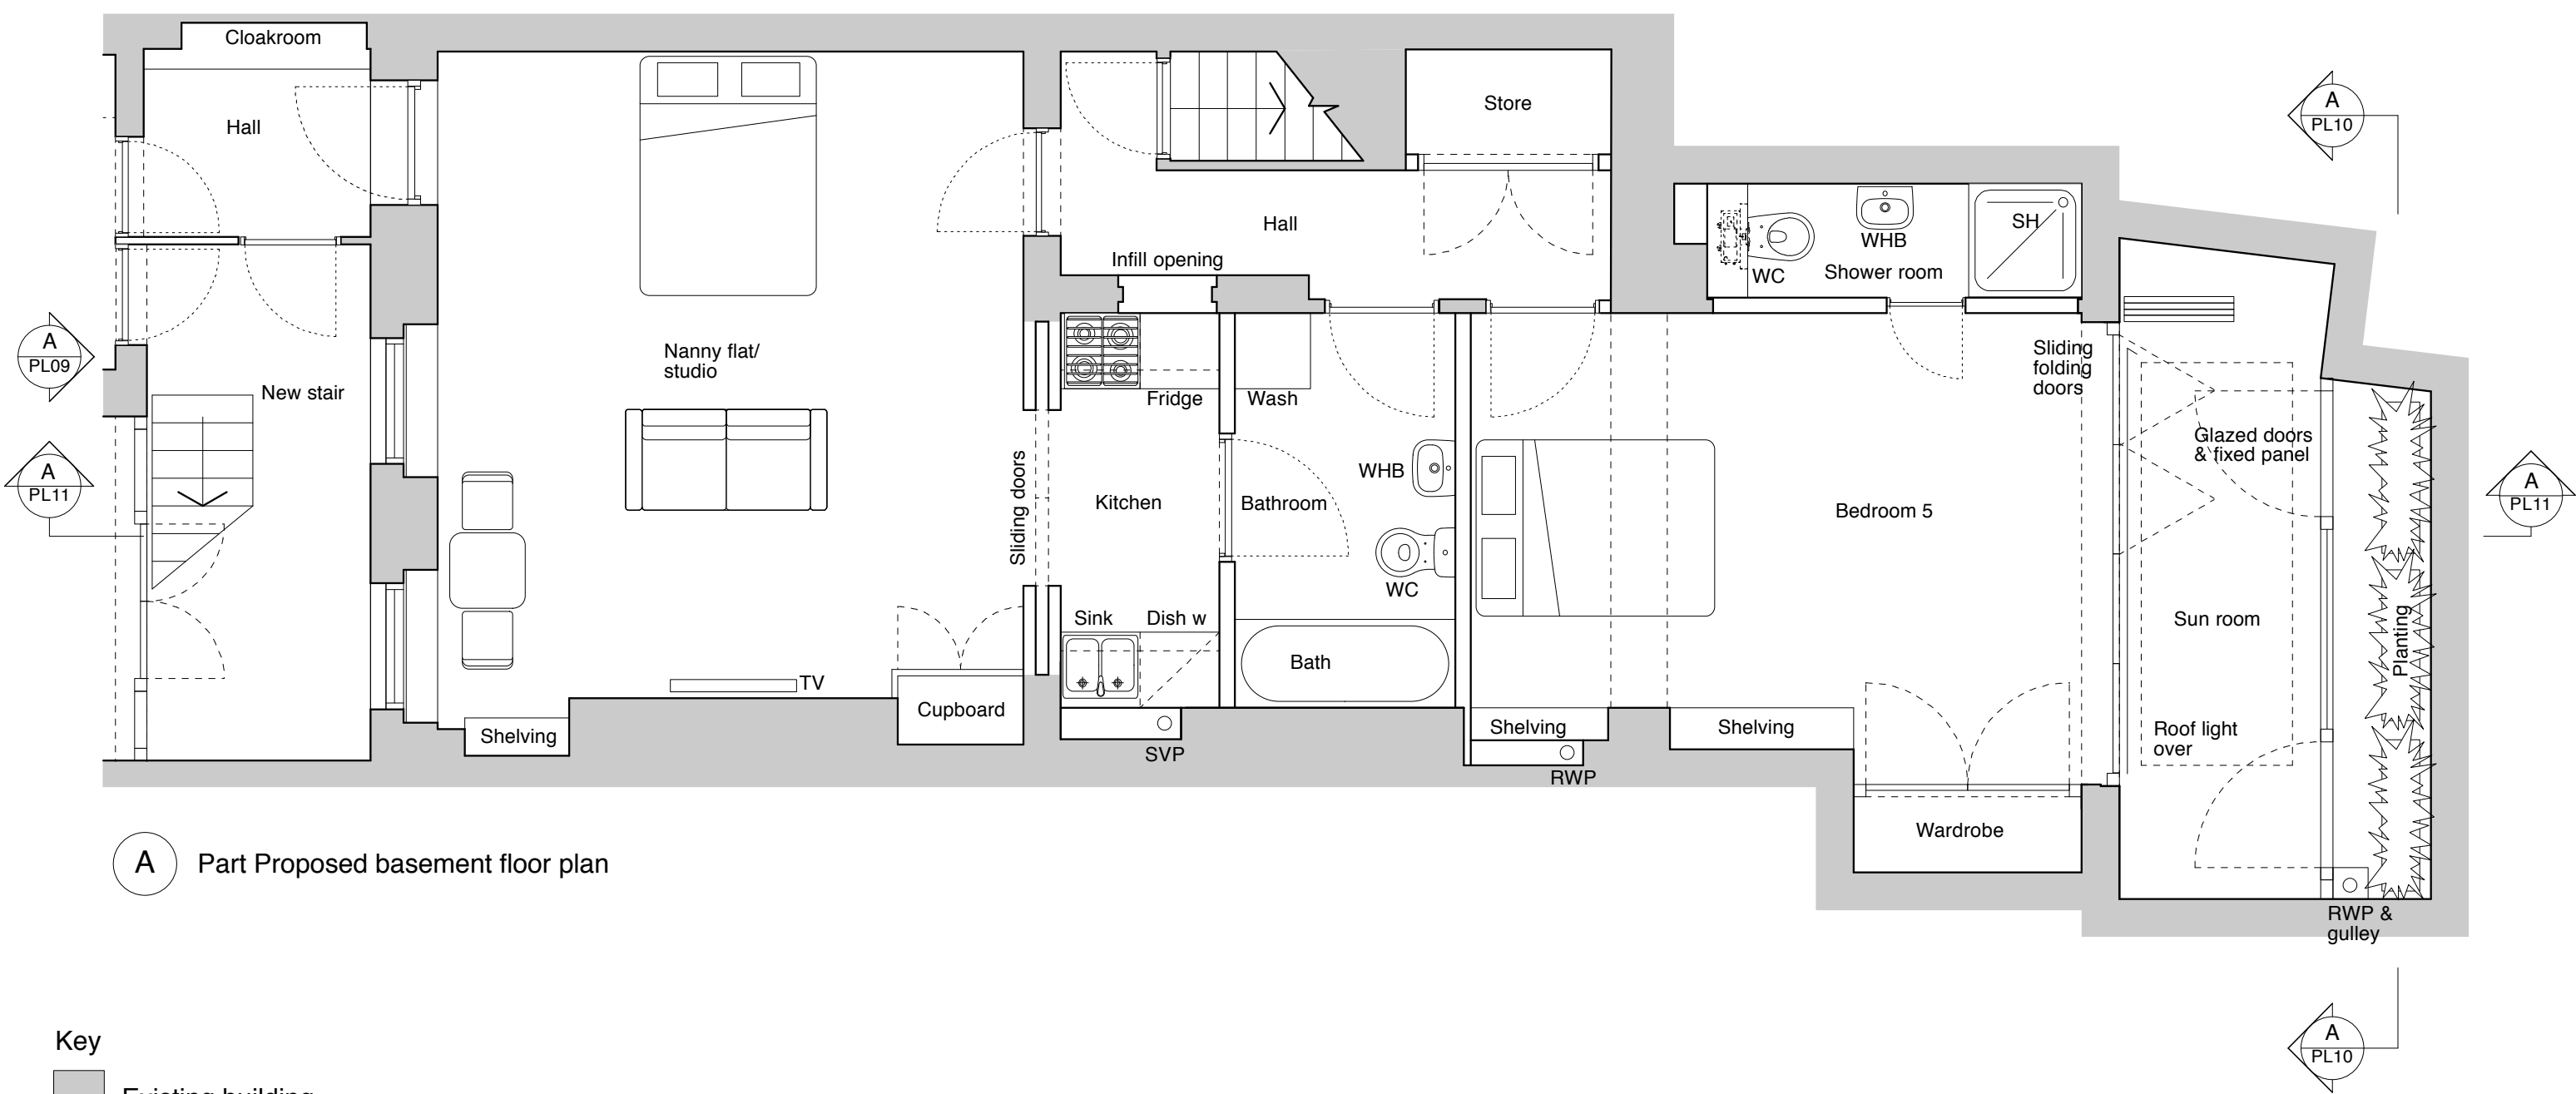 Cloakroom
Hall
Store
A
PL10
SH
WHB
WC
Shower room
Hall
Infill opening
A
PL09
New stair
Nanny flat/
studio
Fridge
Wash
Sliding
folding
doors
Glazed doors
& fixed panel
A
PL11
Sliding doors
Kitchen
Bathroom
WHB
WC
Bedroom 5
A
PL11
Sink
Dish w
Bath
Sun room
Planting
TV
Cupboard
Shelving
SVP
Shelving
RWP
Shelving
Roof light
over
Wardrobe
RWP &
gulley
A
Part Proposed basement floor plan
A
PL10
Key
Existing building